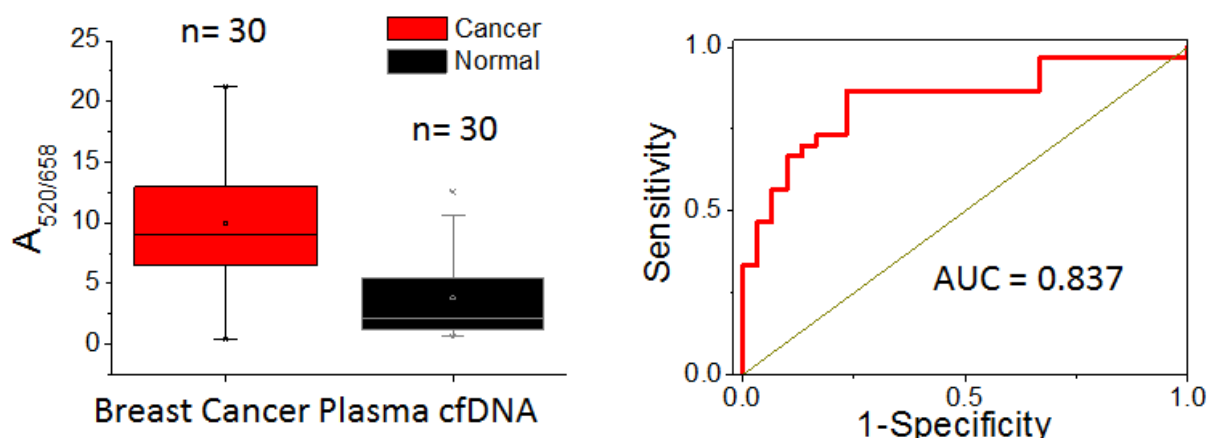 n= 30
Cancer
Normal
n= 30
25
20
15
10
5
0
A520/658
Breast Cancer Plasma cfDNA
1.0
0.5
0.0
Sensitivity
AUC = 0.837
0.0
0.5
1.0
1-Specificity